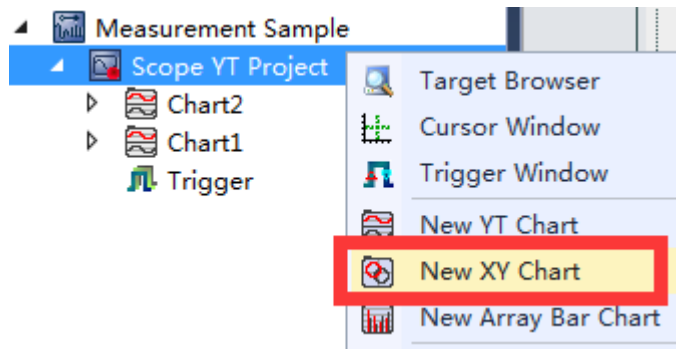 Measurement Sample
Scope YT Project
Chart2
Chart1
Trigger
Target Browser
Cursor Window
Trigger Window
New YT Chart
New XY Chart
New Array Bar Chart